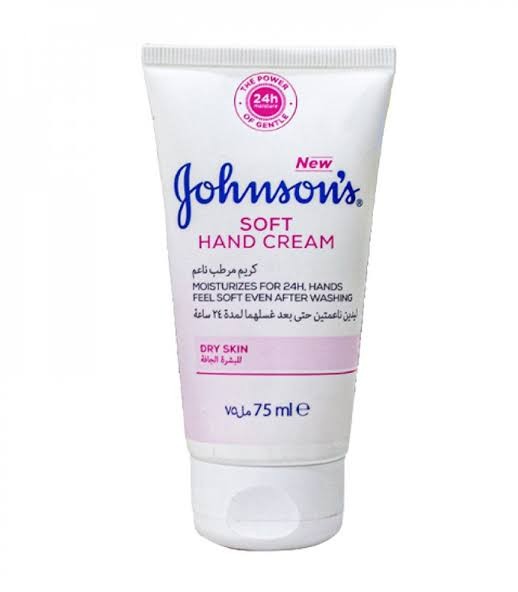 THE POWER
24h
moisture
OF GENTLE
New
Johnson's®
SOFT
HAND CREAM
كريم مرطب ناعم
MOISTURIZES FOR 24H, HANDS
FEEL SOFT EVEN AFTER WASHING
ليدين ناعمتين حتى بعد غسلهما لمدة ٢٤ ساعة
DRY SKIN
للبشرة الجافة
٧٥مل 75 ml ℮